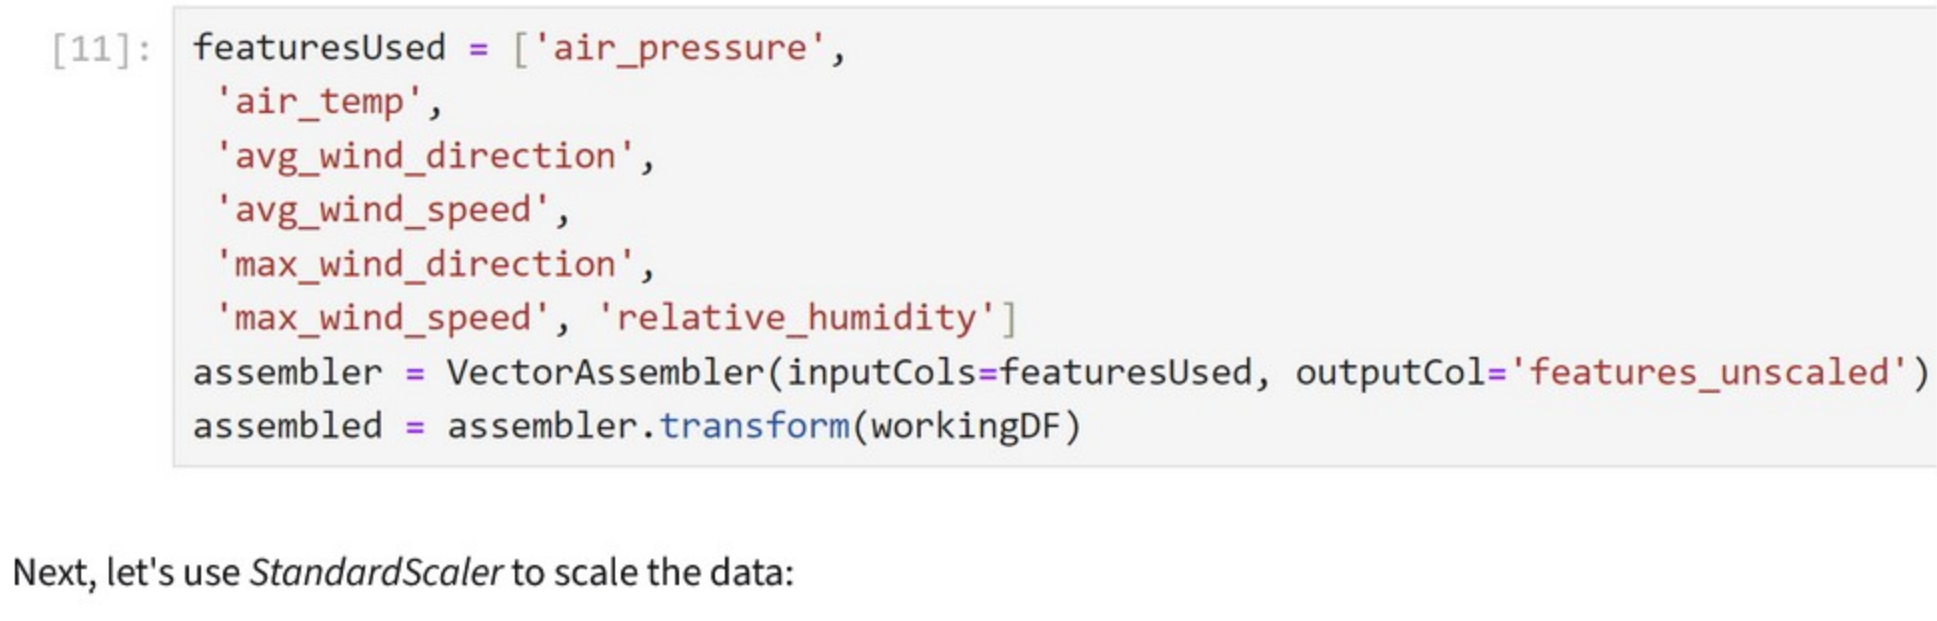 [11]: featuresUsed = ['air_pressure',
'air_temp',
'avg_wind_direction',
'avg_wind_speed',
'max_wind_direction',
'max_wind_speed', 'relative_humidity']
assembler = VectorAssembler(inputCols=featuresUsed, outputCol='features_unscaled')
assembled = assembler.transform(workingDF)
Next, let's use StandardScaler to scale the data: